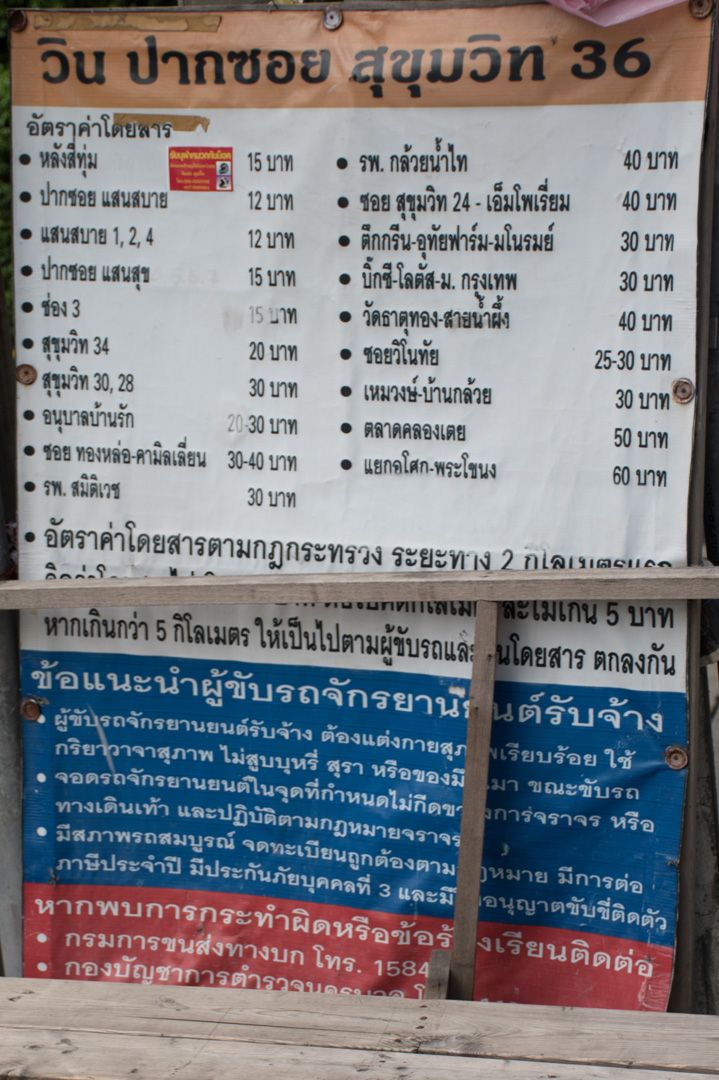 วิน ปากซอย สุขุมวิท 36
อัตราค่าโดยสาร
• หลังสี่ทุ่ม 15 บาท
• ปากซอย แสนสบาย 12 บาท
• แสนสบาย 1, 2, 4 12 บาท
• ปากซอย แสนสุข 15 บาท
• ช่อง 3 15 บาท
• สุขุมวิท 34 20 บาท
• สุขุมวิท 30, 28 30 บาท
• อนุบาลบ้านรัก 20-30 บาท
• ซอย ทองหล่อ-คามิลเลี่ยน 30-40 บาท
• รพ. สมิติเวช 30 บาท
• รพ. กล้วยน้ำไท 40 บาท
• ซอย สุขุมวิท 24 - เอ็มโพเรี่ยม 40 บาท
• ตึกกรีน-อุทัยฟาร์ม-มโนรมย์ 30 บาท
• บิ๊กซี-โลตัส-ม. กรุงเทพ 30 บาท
• วัดธาตุทอง-สายน้ำผึ้ง 40 บาท
• ซอยวิโนทัย 25-30 บาท
• เหมวงษ์-บ้านกล้วย 30 บาท
• ตลาดคลองเตย 50 บาท
• แยกอโศก-พระโขนง 60 บาท
• อัตราค่าโดยสารตามกฎกระทรวง ระยะทาง 2 กิโลเมตรแรก
5 บาท
หากเกินกว่า 5 กิโลเมตร ให้เป็นไปตามผู้ขับรถและ นโดยสาร ตกลงกัน
ข้อแนะนำผู้ขับรถจักรยานยนต์รับจ้าง
• ผู้ขับรถจักรยานยนต์รับจ้าง ต้องแต่งกายสุภาพเรียบร้อย ใช้
กริยาวาจาสุภาพ ไม่สูบบุหรี่ สุรา หรือของมึนเมา ขณะขับรถ
• จอดรถจักรยานยนต์ในจุดที่กำหนดไม่กีดขวางการจราจร หรือ
ทางเดินเท้า และปฏิบัติตามกฎหมายจราจร
• มีสภาพรถสมบูรณ์ จดทะเบียนถูกต้องตามกฎหมาย มีการต่อ
ภาษีประจำปี มีประกันภัยบุคคลที่ 3 และมีใบอนุญาตขับขี่ติดตัว
หากพบการกระทำผิดหรือข้อร้องเรียนติดต่อ
• กรมการขนส่งทางบก โทร. 1584
• กองบัญชาการตำรวจนครบาล